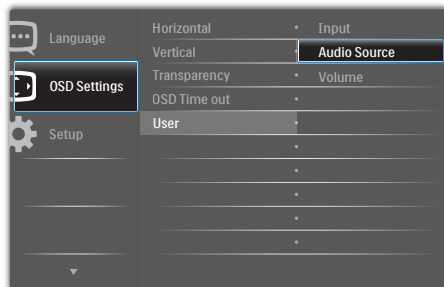 Language
OSD Settings
Setup
Horizontal
Vertical
Transparency
OSD Time out
User
Input
Audio Source
Volume